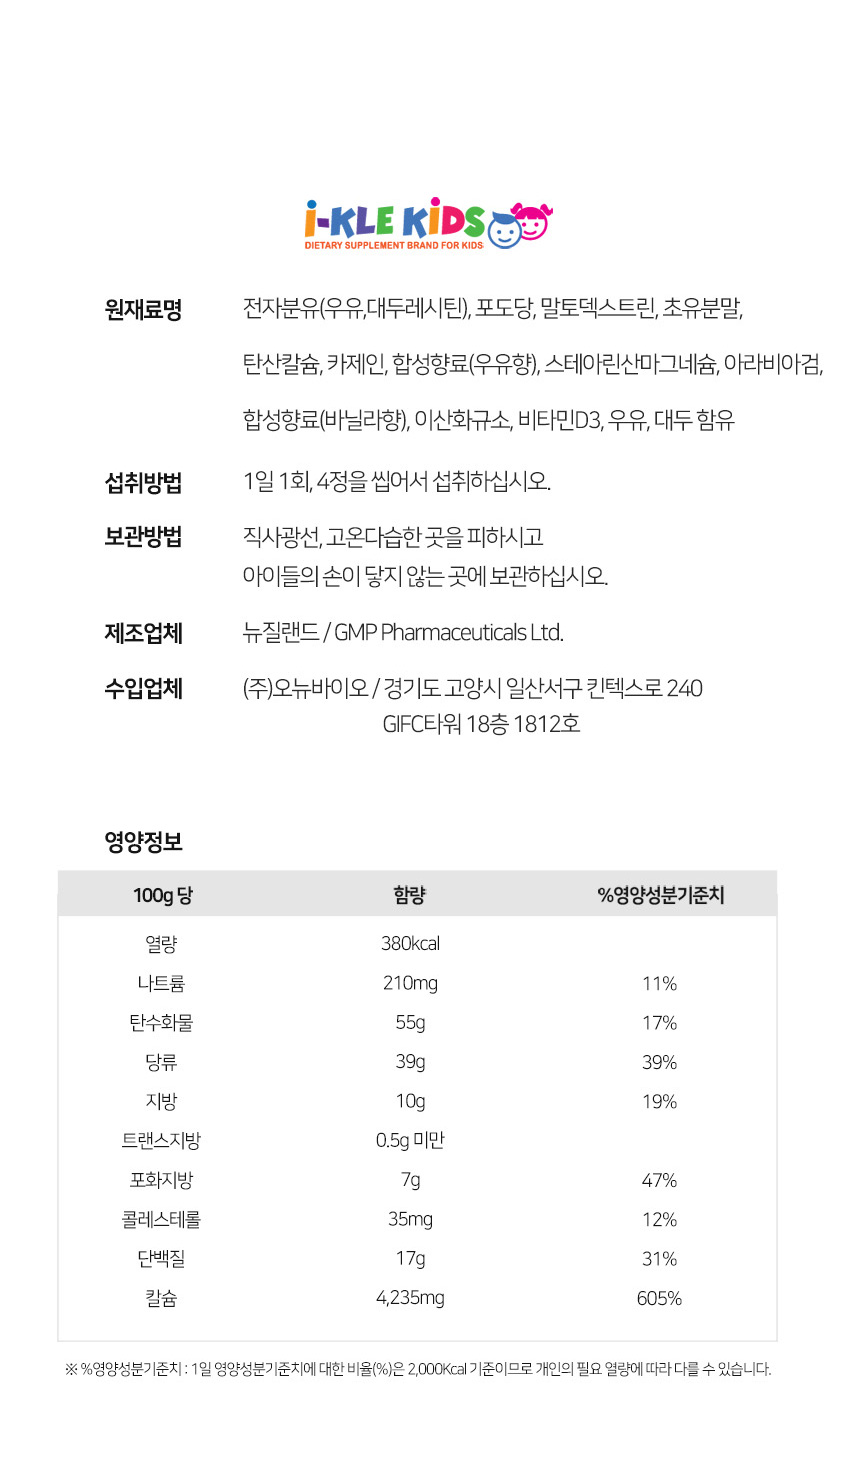 i-KLE KiDS
DIETARY SUPPLEMENT BRAND FOR KIDS
원재료명 전자분유(우유,대두레시틴), 포도당, 말토덱스트린, 초유분말,
탄산칼슘, 카제인, 합성향료(우유향), 스테아린산마그네슘, 아라비아검,
합성향료(바닐라향), 이산화규소, 비타민D3, 우유, 대두 함유
섭취방법 1일 1회, 4정을 씹어서 섭취하십시오.
보관방법 직사광선, 고온다습한 곳을 피하시고
아이들의 손이 닿지 않는 곳에 보관하십시오.
제조업체 뉴질랜드 / GMP Pharmaceuticals Ltd.
수입업체 (주)오뉴바이오 / 경기도 고양시 일산서구 킨텍스로 240
GIFC타워 18층 1812호
영양정보
100g 당 함량 %영양성분기준치
열량 380kcal
나트륨 210mg 11%
탄수화물 55g 17%
당류 39g 39%
지방 10g 19%
트랜스지방 0.5g 미만
포화지방 7g 47%
콜레스테롤 35mg 12%
단백질 17g 31%
칼슘 4,235mg 605%
※ %영양성분기준치 : 1일 영양성분기준치에 대한 비율(%)은 2,000Kcal 기준이므로 개인의 필요 열량에 따라 다를 수 있습니다.